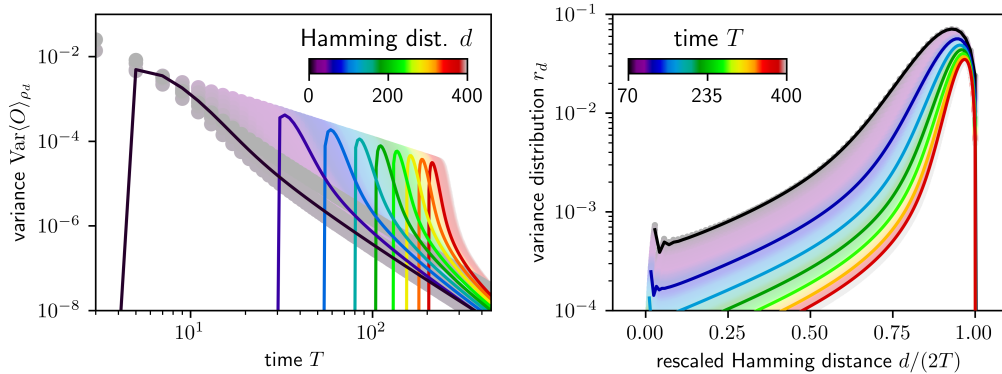 Hamming dist. d
0 200 400
10⁻²
10⁻⁴
10⁻⁶
10⁻⁸
variance Var⟨O⟩ρ_d
10¹ 10²
time T
time T
70 235 400
10⁻¹
10⁻²
10⁻³
10⁻⁴
variance distribution r_d
0.00 0.25 0.50 0.75 1.00
rescaled Hamming distance d/(2T)